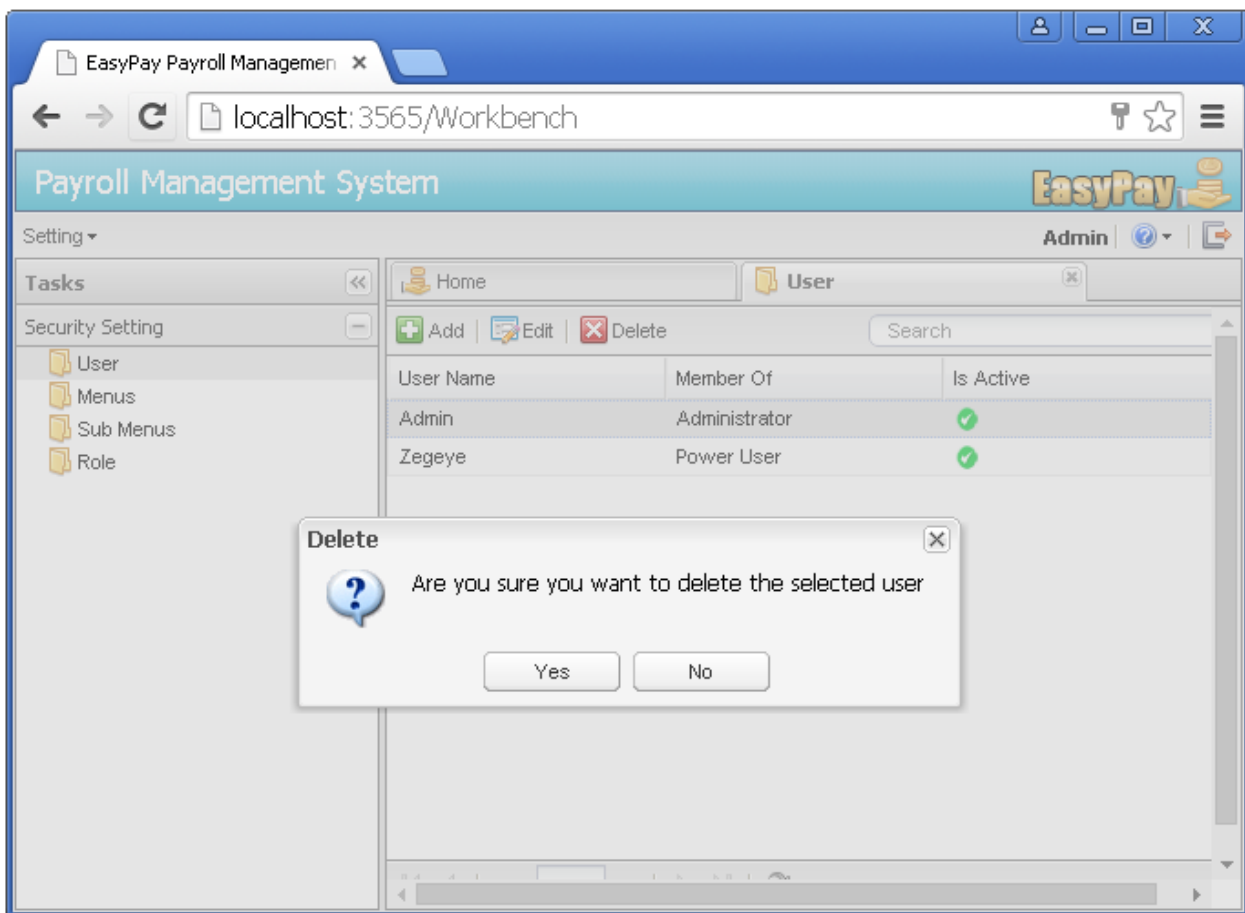 EasyPay Payroll Managemen
localhost:3565/Workbench
Payroll Management System
EasyPay
Setting
Admin
Tasks
Home
User
Security Setting
Add
Edit
Delete
Search
User
Menus
Sub Menus
Role
User Name
Member Of
Is Active
Admin
Administrator
Zegeye
Power User
Delete
Are you sure you want to delete the selected user
Yes
No